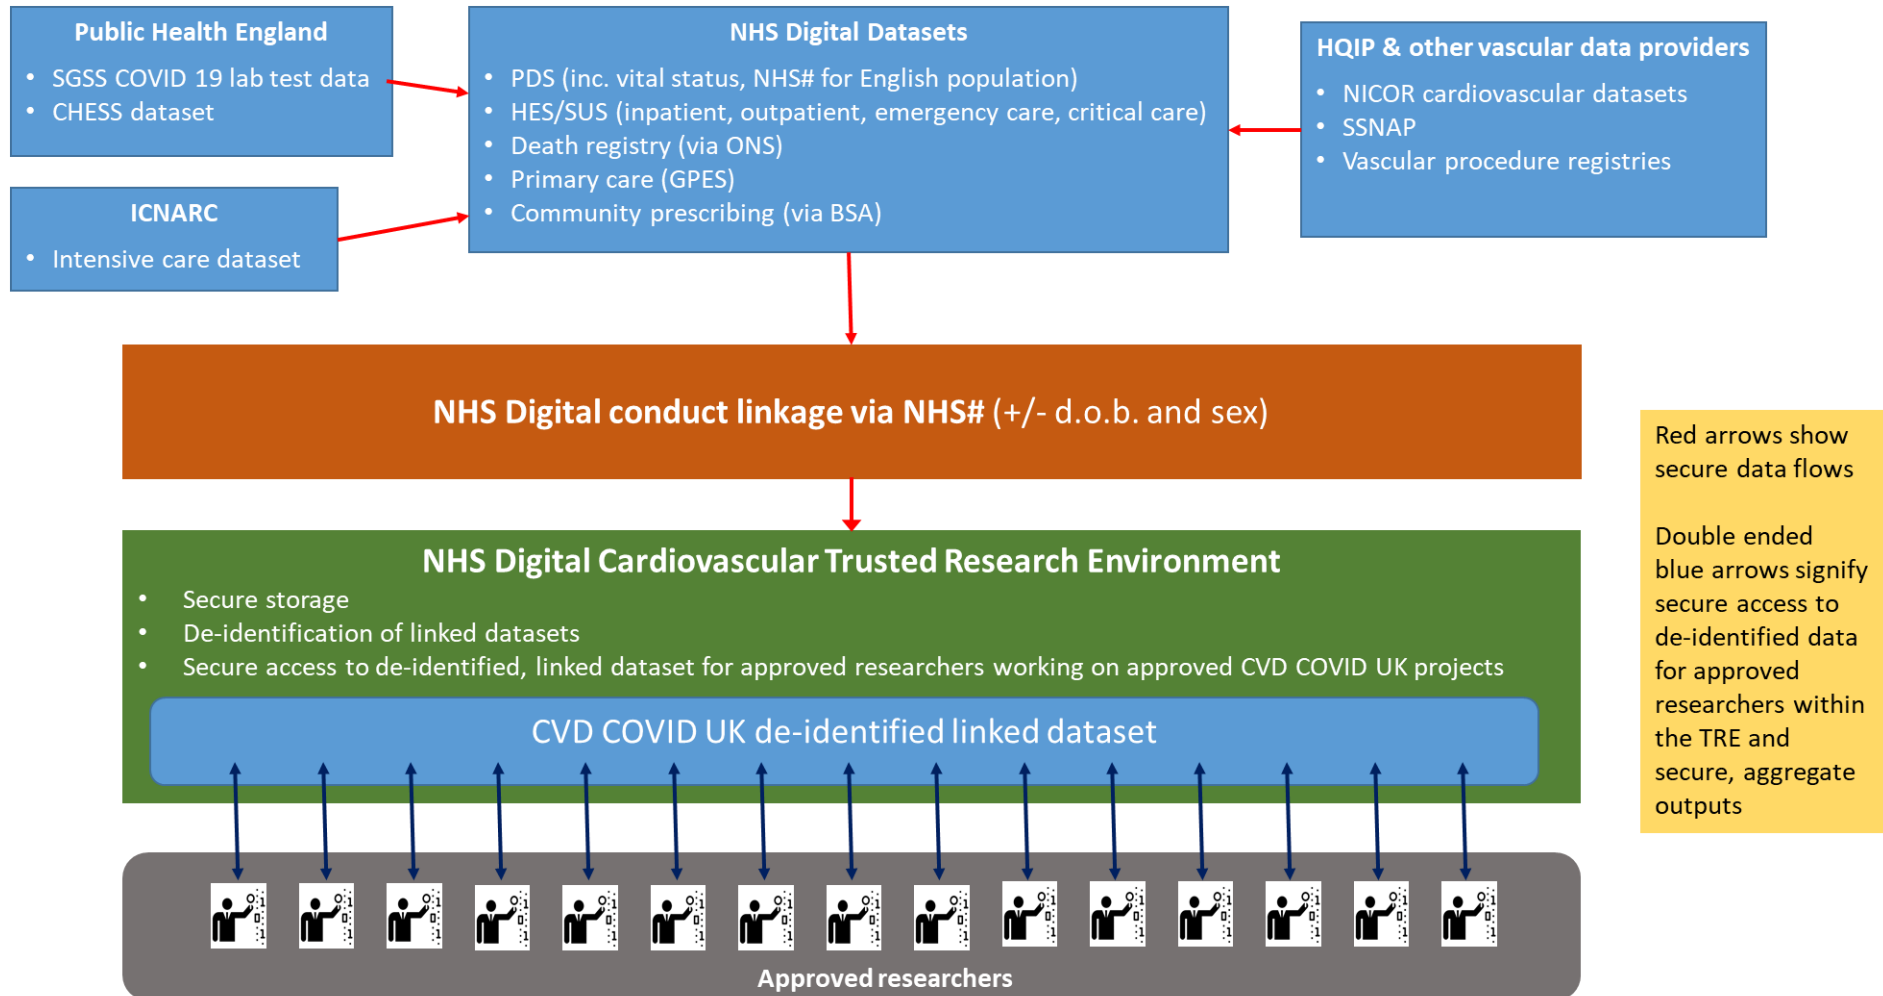 Public Health England
• SGSS COVID 19 lab test data
• CHESS dataset
ICNARC
• Intensive care dataset
NHS Digital Datasets
• PDS (inc. vital status, NHS# for English population)
• HES/SUS (inpatient, outpatient, emergency care, critical care)
• Death registry (via ONS)
• Primary care (GPES)
• Community prescribing (via BSA)
HQIP & other vascular data providers
• NICOR cardiovascular datasets
• SSNAP
• Vascular procedure registries
NHS Digital conduct linkage via NHS# (+/- d.o.b. and sex)
NHS Digital Cardiovascular Trusted Research Environment
• Secure storage
• De-identification of linked datasets
• Secure access to de-identified, linked dataset for approved researchers working on approved CVD COVID UK projects
CVD COVID UK de-identified linked dataset
Approved researchers
Red arrows show
secure data flows
Double ended
blue arrows signify
secure access to
de-identified data
for approved
researchers within
the TRE and
secure, aggregate
outputs